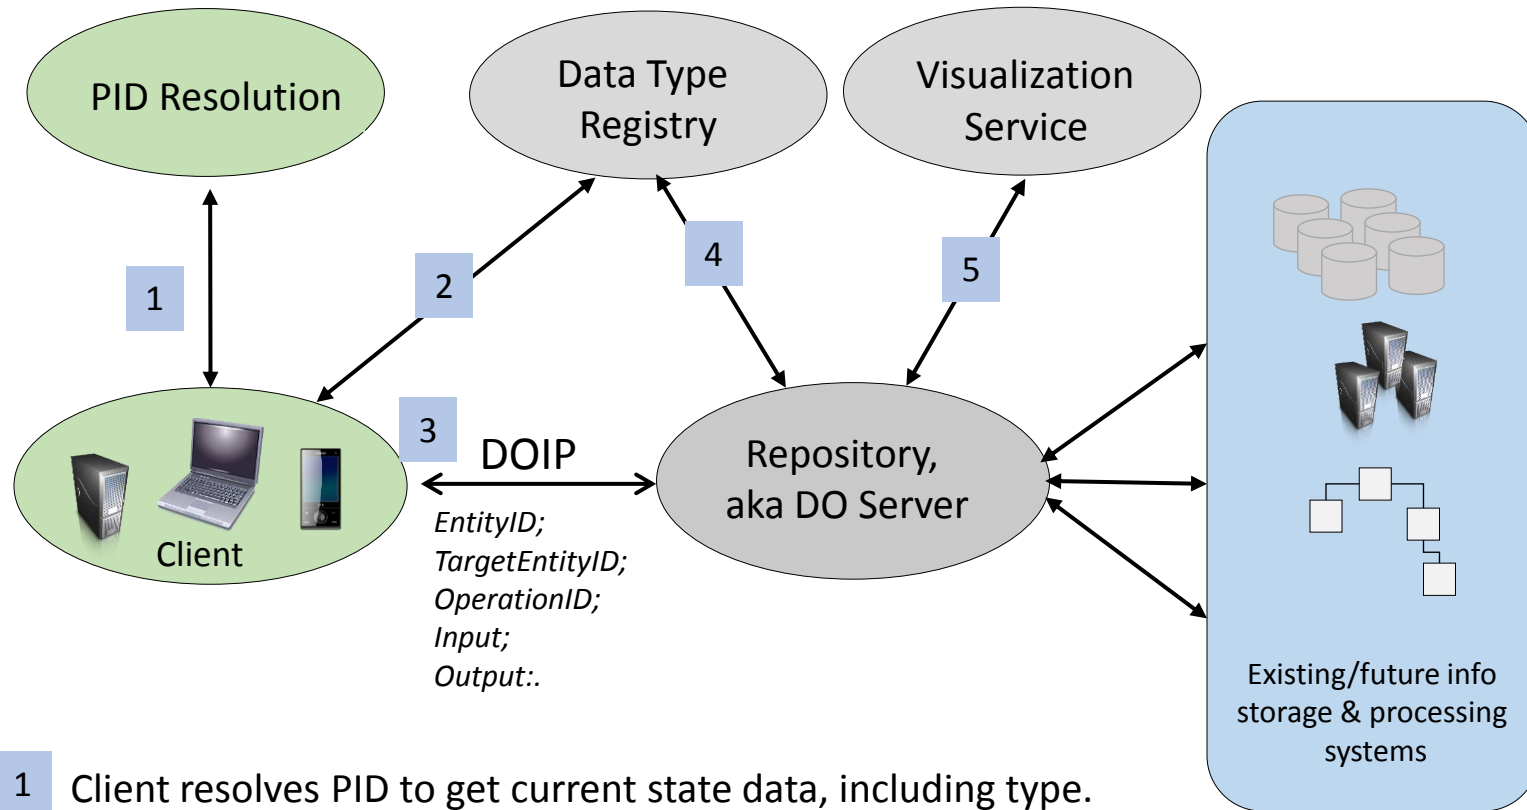 PID Resolution
Data Type
Registry
Visualization
Service
1
2
4
5
3
DOIP
Client
EntityID;
TargetEntityID;
OperationID;
Input;
Output:.
Repository,
aka DO Server
Existing/future info
storage & processing
systems
1 Client resolves PID to get current state data, including type.